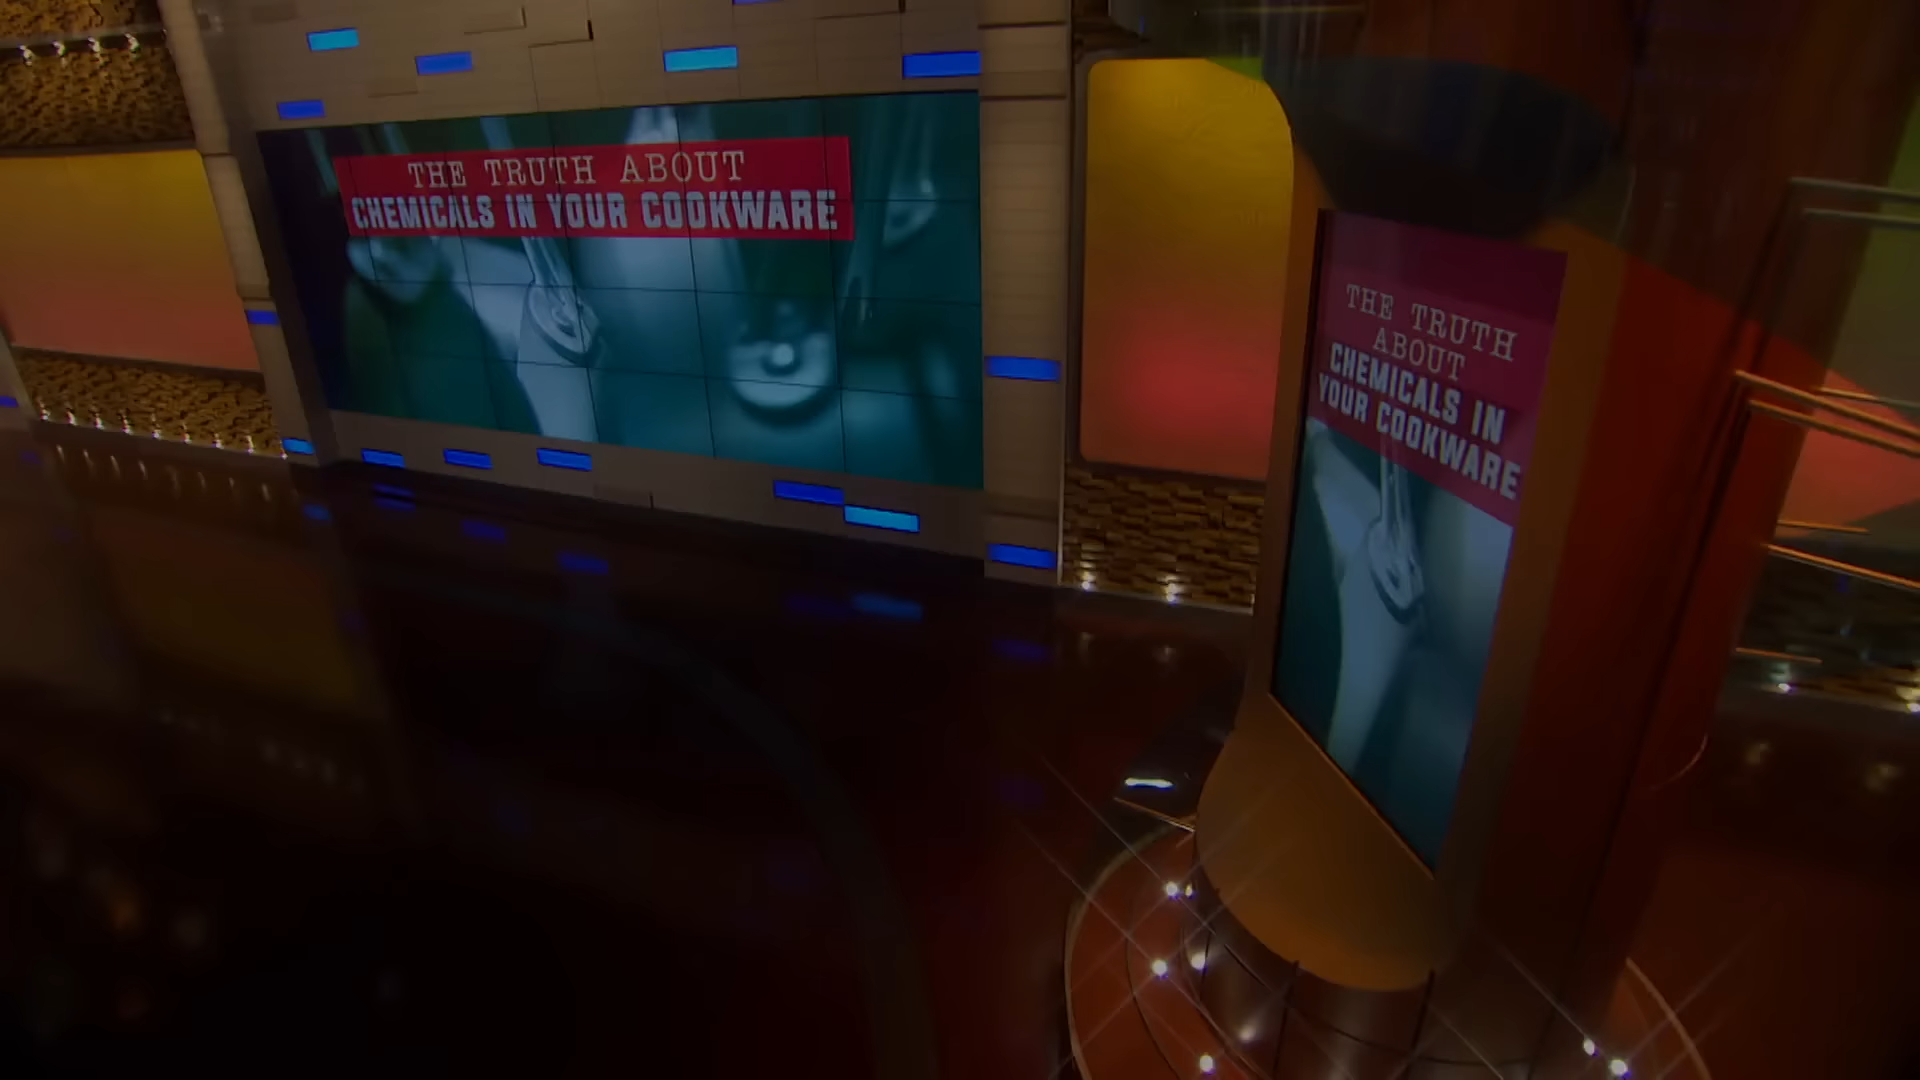 THE TRUTH ABOUT
CHEMICALS IN YOUR COOKWARE
THE TRUTH
ABOUT
CHEMICALS IN
YOUR COOKWARE